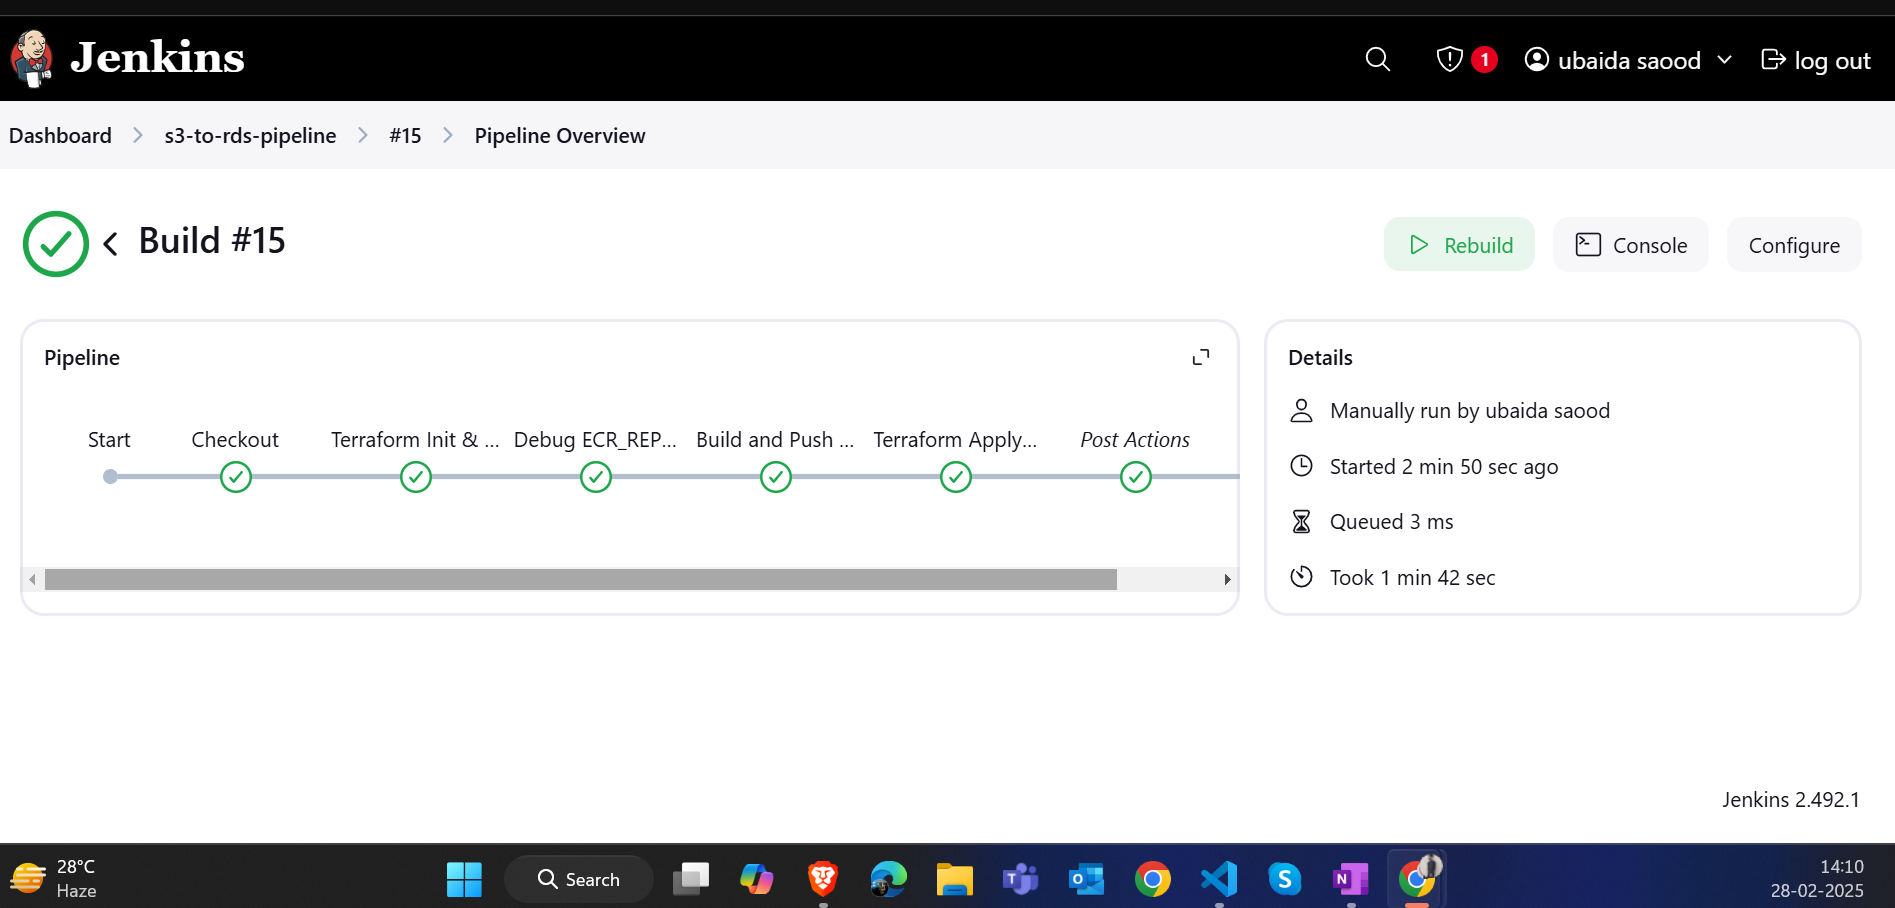 Jenkins
1
ubaida saood
log out
Dashboard
s3-to-rds-pipeline
#15
Pipeline Overview
Build #15
Rebuild
Console
Configure
Pipeline
Start
Checkout
Terraform Init & ...
Debug ECR_REP...
Build and Push ...
Terraform Apply...
Post Actions
Details
Manually run by ubaida saood
Started 2 min 50 sec ago
Queued 3 ms
Took 1 min 42 sec
Jenkins 2.492.1
28°C
Haze
Search
14:10
28-02-2025